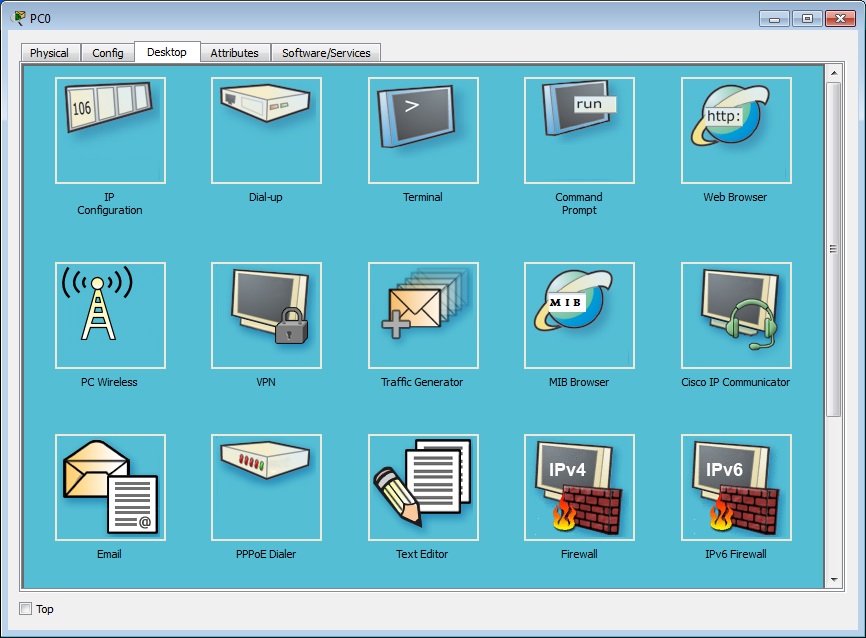 PC0
Physical Config Desktop Attributes Software/Services
106
>
run
http:
IP
Configuration
Dial-up
Terminal
Command
Prompt
Web Browser
MIB
PC Wireless
VPN
Traffic Generator
MIB Browser
Cisco IP Communicator
@
IPv4
IPv6
Email
PPPoE Dialer
Text Editor
Firewall
IPv6 Firewall
Top